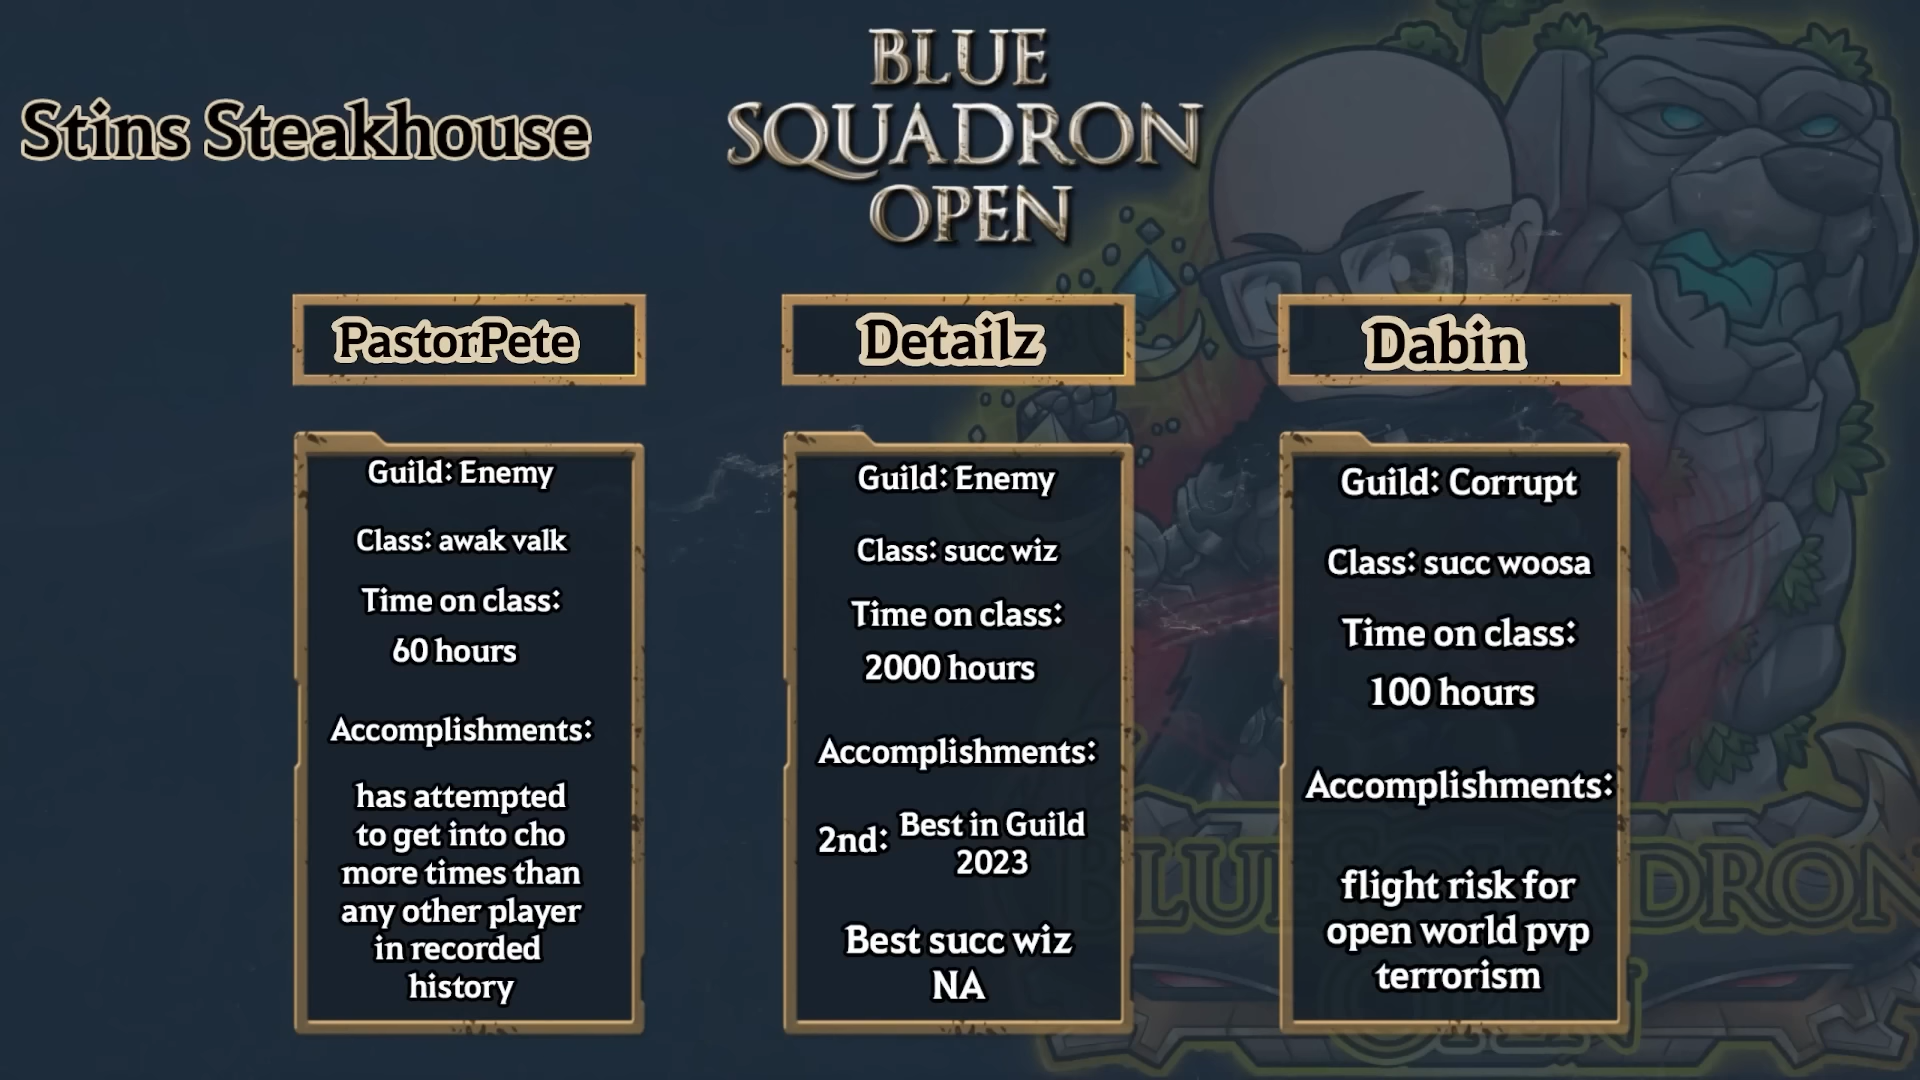 Stins Steakhouse
BLUE
SQUADRON
OPEN
PastorPete
Guild: Enemy
Class: awak valk
Time on class:
60 hours
Accomplishments:
has attempted
to get into cho
more times than
any other player
in recorded
history
Detailz
Guild: Enemy
Class: succ wiz
Time on class:
2000 hours
Accomplishments:
2nd: Best in Guild
2023
Best succ wiz
NA
Dabin
Guild: Corrupt
Class: succ woosa
Time on class:
100 hours
Accomplishments:
flight risk for
open world pvp
terrorism
BLUE SQUADRON
OPEN